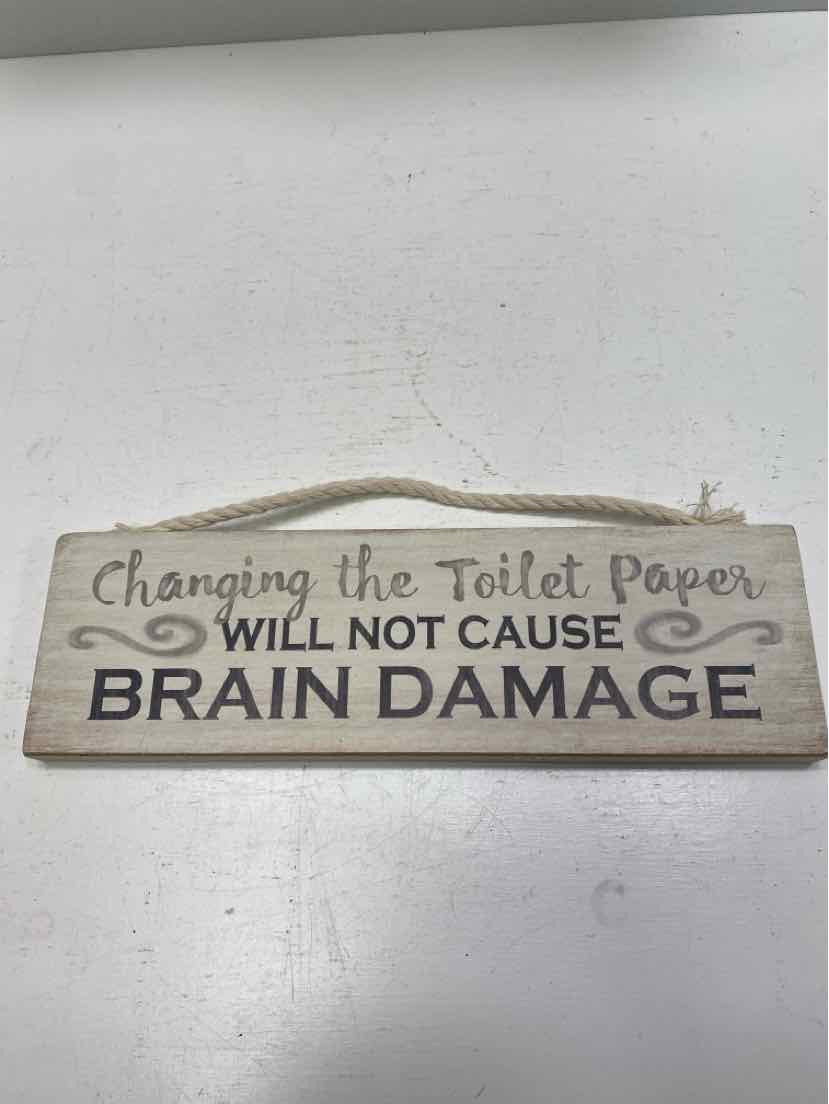 Changing the Toilet Paper
WILL NOT CAUSE
BRAIN DAMAGE